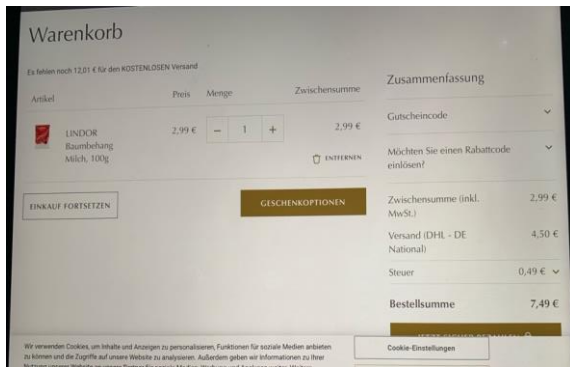 Warenkorb
Es fehlen noch 12,01 € für den KOSTENLOSEN Versand
Artikel Preis Menge Zwischensumme
LINDOR
Baumbehang
Milch, 100g
2,99 € − 1 + 2,99 €
ENTFERNEN
EINKAUF FORTSETZEN
GESCHENKOPTIONEN
Zusammenfassung
Gutscheincode
Möchten Sie einen Rabattcode
einlösen?
Zwischensumme (inkl.
MwSt.) 2,99 €
Versand (DHL - DE
National) 4,50 €
Steuer 0,49 €
Bestellsumme 7,49 €
JETZT SICHER BEZAHLEN
Wir verwenden Cookies, um Inhalte und Anzeigen zu personalisieren, Funktionen für soziale Medien anbieten
zu können und die Zugriffe auf unsere Website zu analysieren. Außerdem geben wir Informationen zu Ihrer
Cookie-Einstellungen